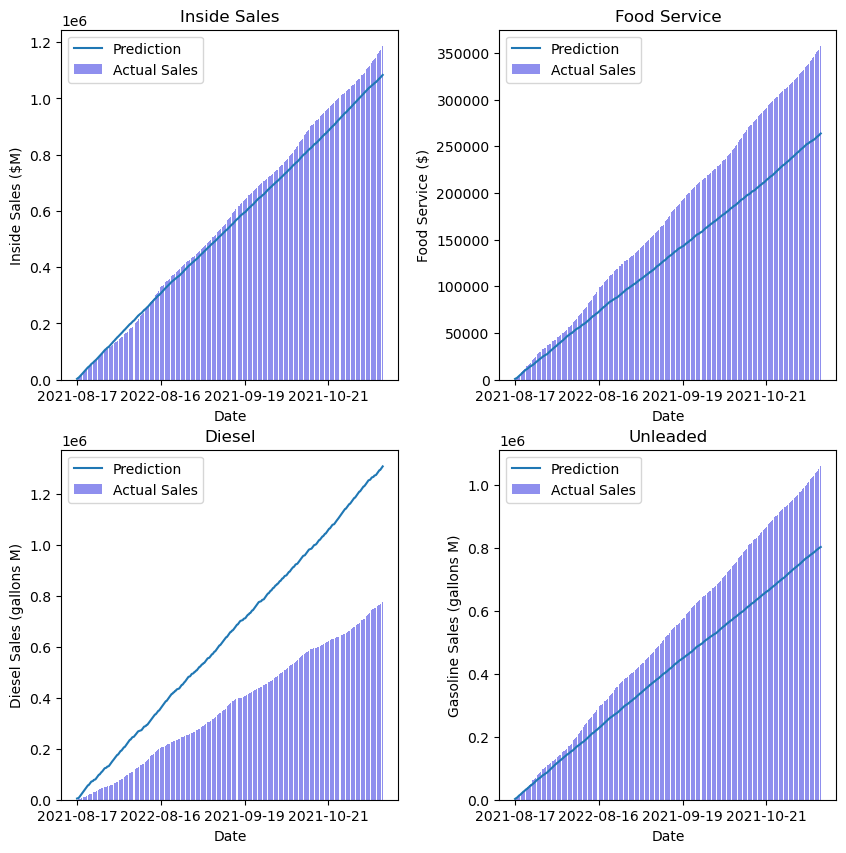 Inside Sales
1e6
Prediction
Actual Sales
Inside Sales ($M)
1.2
1.0
0.8
0.6
0.4
0.2
0.0
2021-08-17 2022-08-16 2021-09-19 2021-10-21
Date
Food Service
Prediction
Actual Sales
Food Service ($)
350000
300000
250000
200000
150000
100000
50000
0
2021-08-17 2022-08-16 2021-09-19 2021-10-21
Date
Diesel
1e6
Prediction
Actual Sales
Diesel Sales (gallons M)
1.2
1.0
0.8
0.6
0.4
0.2
0.0
2021-08-17 2022-08-16 2021-09-19 2021-10-21
Date
Unleaded
1e6
Prediction
Actual Sales
Gasoline Sales (gallons M)
1.0
0.8
0.6
0.4
0.2
0.0
2021-08-17 2022-08-16 2021-09-19 2021-10-21
Date